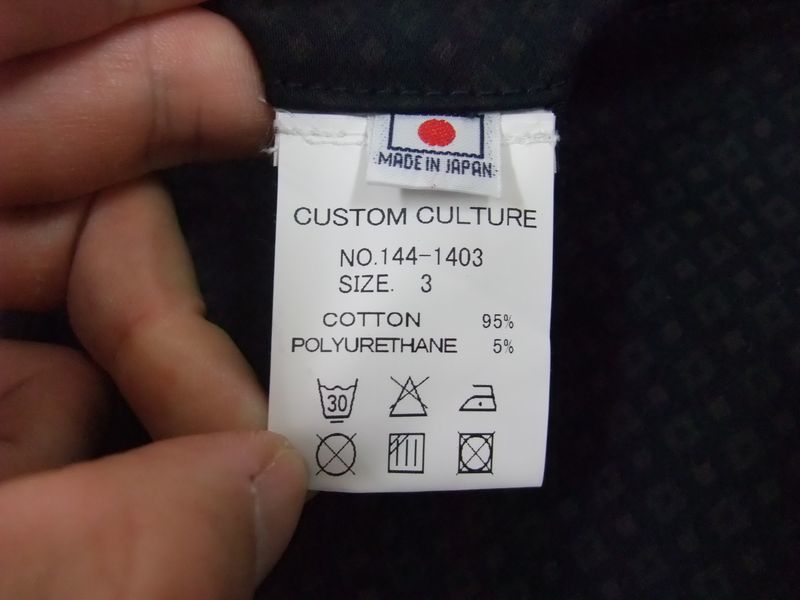 MADE IN JAPAN
CUSTOM CULTURE
NO.144-1403
SIZE. 3
COTTON 95%
POLYURETHANE 5%
30